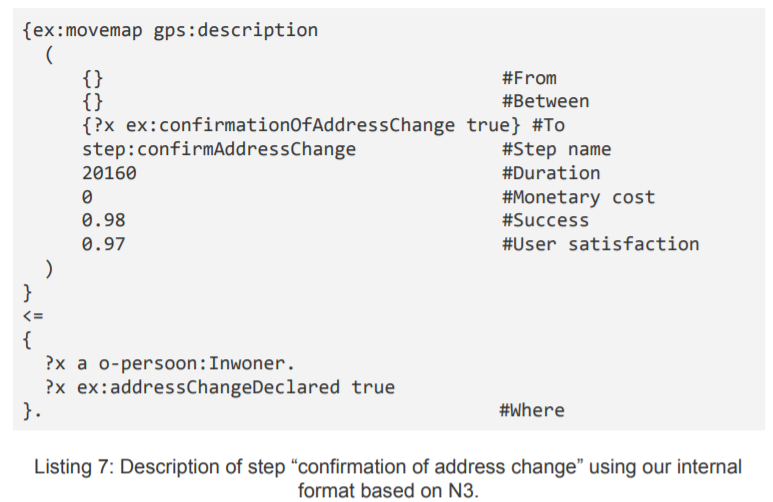 {ex:movemap gps:description
(
{} #From
{} #Between
{?x ex:confirmationOfAddressChange true} #To
step:confirmAddressChange #Step name
20160 #Duration
0 #Monetary cost
0.98 #Success
0.97 #User satisfaction
)
}
<=
{
?x a o-persoon:Inwoner.
?x ex:addressChangeDeclared true
}. #Where
Listing 7: Description of step “confirmation of address change” using our internal
format based on N3.